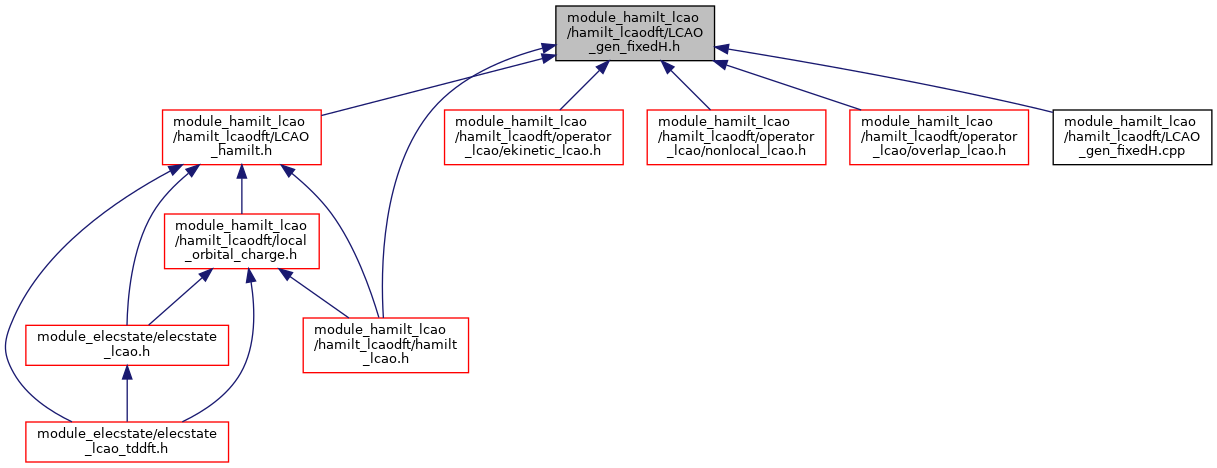 module_hamilt_lcao
/hamilt_lcaodft/LCAO
_gen_fixedH.h
module_hamilt_lcao
/hamilt_lcaodft/LCAO
_hamilt.h
module_hamilt_lcao
/hamilt_lcaodft/operator
_lcao/ekinetic_lcao.h
module_hamilt_lcao
/hamilt_lcaodft/operator
_lcao/nonlocal_lcao.h
module_hamilt_lcao
/hamilt_lcaodft/operator
_lcao/overlap_lcao.h
module_hamilt_lcao
/hamilt_lcaodft/LCAO
_gen_fixedH.cpp
module_hamilt_lcao
/hamilt_lcaodft/local
_orbital_charge.h
module_elecstate/elecstate
_lcao.h
module_hamilt_lcao
/hamilt_lcaodft/hamilt
_lcao.h
module_elecstate/elecstate
_lcao_tddft.h